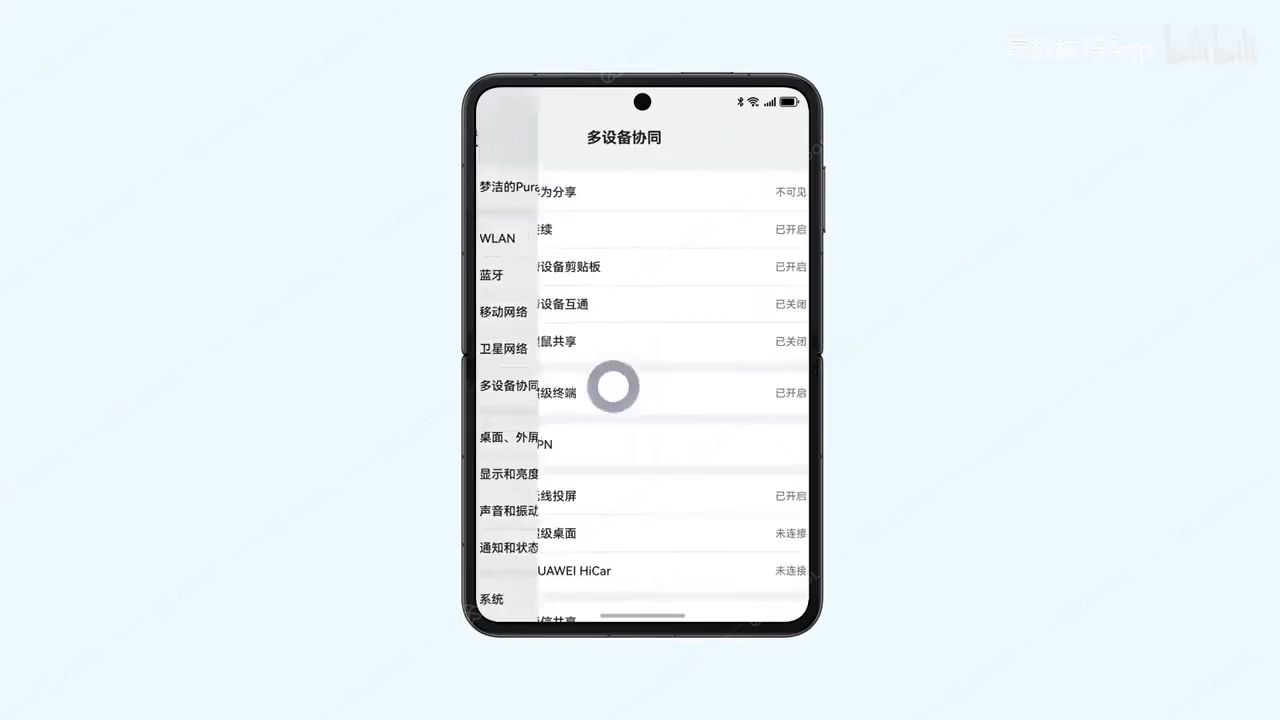 多设备协同
梦洁的Pura
为分享 不可见
WLAN
续 已开启
蓝牙
设备剪贴板 已开启
移动网络
设备互通 已关闭
卫星网络
鼠共享 已关闭
多设备协同
级终端 已开启
桌面、外屏
PN
显示和亮度
线投屏 已开启
声音和振动
级桌面 未连接
通知和状态
UAWEI HiCar 未连接
系统
信共享
bilibili